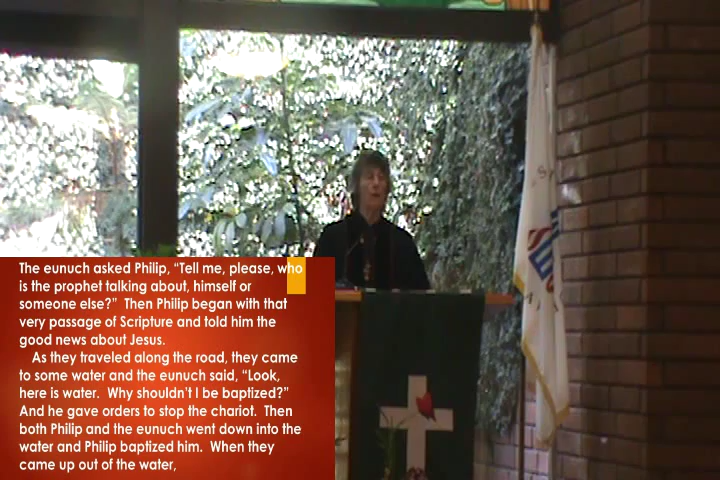 The eunuch asked Philip, “Tell me, please, who
is the prophet talking about, himself or
someone else?”  Then Philip began with that
very passage of Scripture and told him the
good news about Jesus.
As they traveled along the road, they came
to some water and the eunuch said, “Look,
here is water.  Why shouldn’t I be baptized?”
And he gave orders to stop the chariot.  Then
both Philip and the eunuch went down into the
water and Philip baptized him.  When they
came up out of the water,